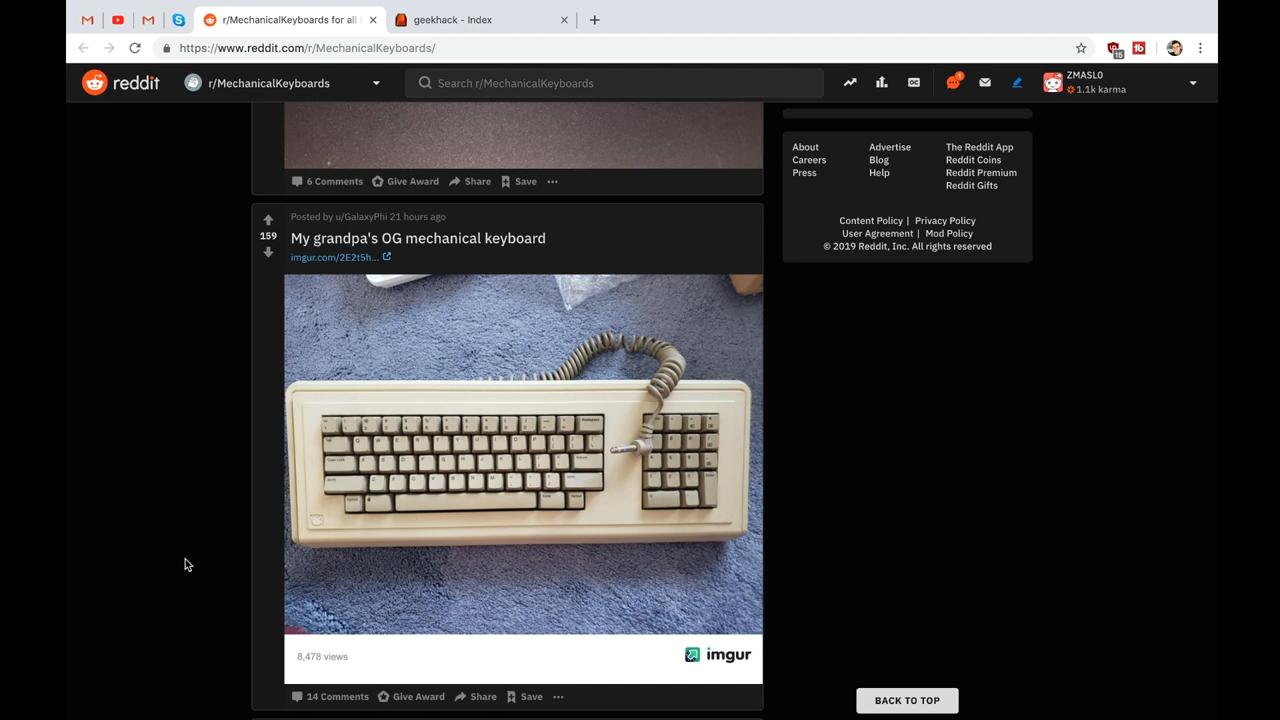 r/MechanicalKeyboards for all
geekhack - Index
https://www.reddit.com/r/MechanicalKeyboards/
15
reddit
r/MechanicalKeyboards
Search r/MechanicalKeyboards
1
ZMASL0
1.1k karma
6 Comments
Give Award
Share
Save
Posted by u/GalaxyPhi 21 hours ago
159
My grandpa's OG mechanical keyboard
imgur.com/2E2t5h...
8,478 views
imgur
14 Comments
Give Award
Share
Save
About
Advertise
The Reddit App
Careers
Blog
Reddit Coins
Press
Help
Reddit Premium
Reddit Gifts
Content Policy |
Privacy Policy
User Agreement |
Mod Policy
© 2019 Reddit, Inc. All rights reserved
BACK TO TOP